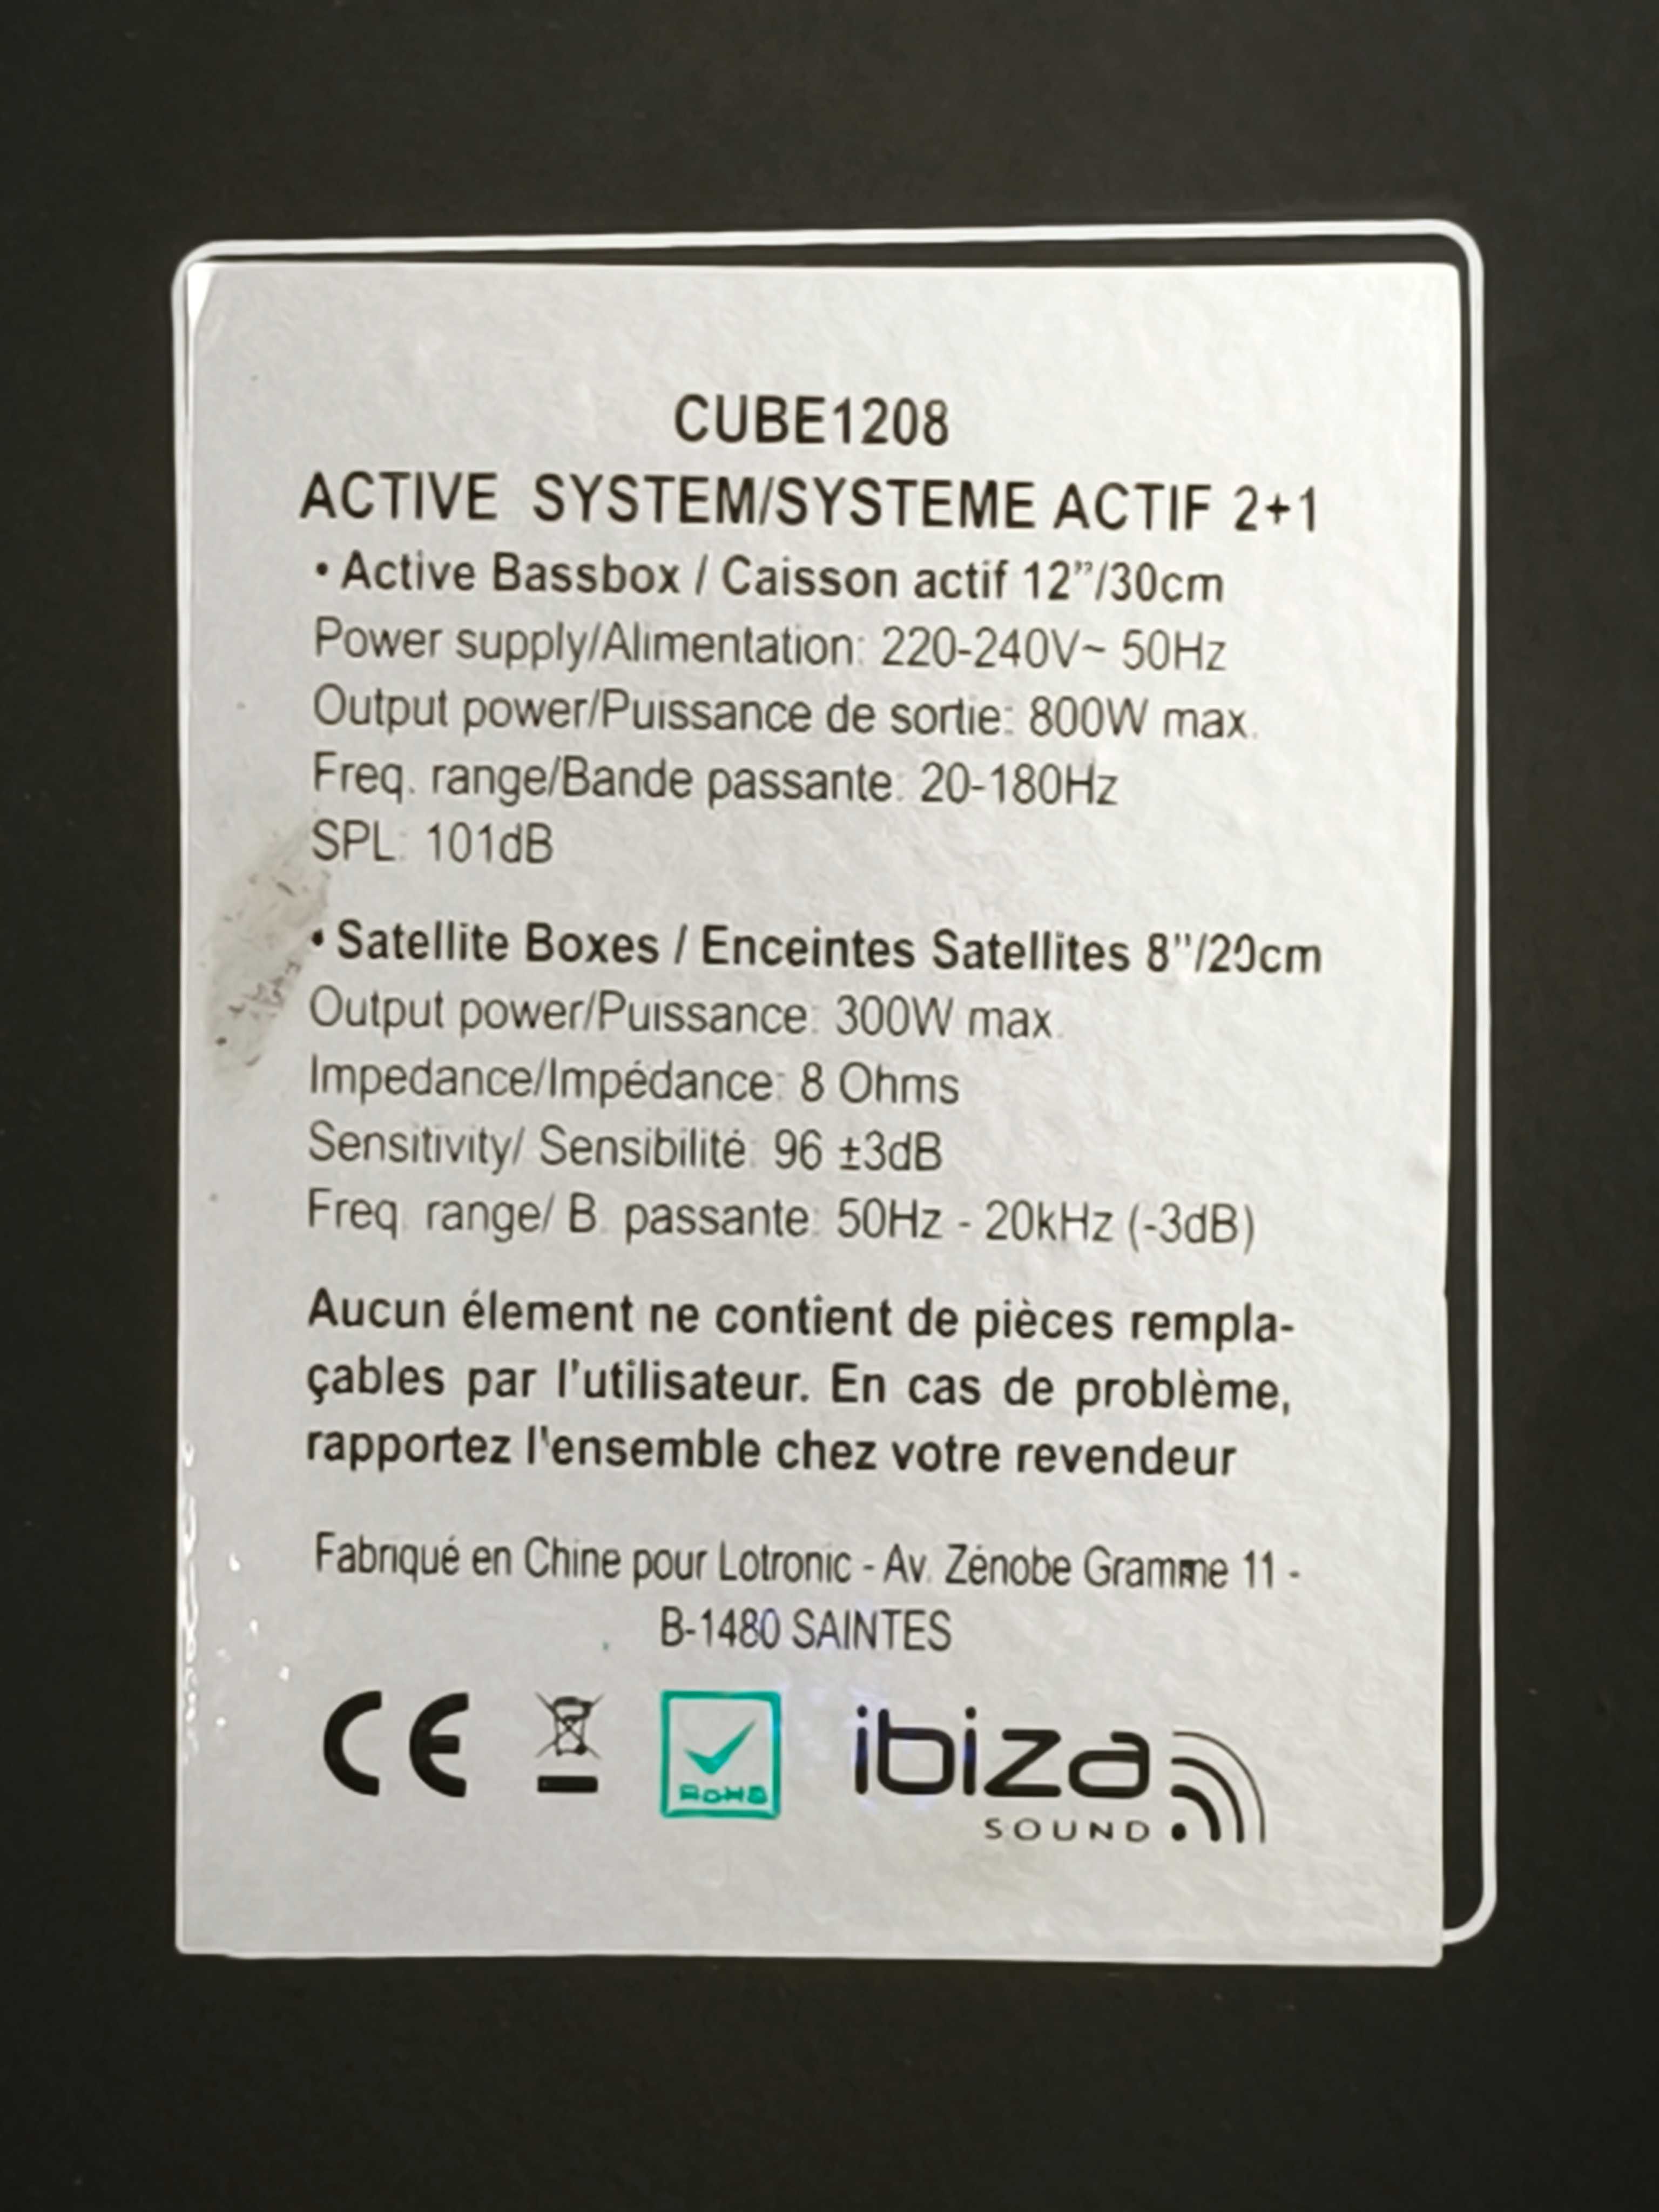 CUBE1208
ACTIVE SYSTEM/SYSTEME ACTIF 2+1
• Active Bassbox / Caisson actif 12”/30cm
Power supply/Alimentation: 220-240V~ 50Hz
Output power/Puissance de sortie: 800W max.
Freq. range/Bande passante: 20-180Hz
SPL: 101dB
• Satellite Boxes / Enceintes Satellites 8"/20cm
Output power/Puissance: 300W max.
Impedance/Impédance: 8 Ohms
Sensitivity/ Sensibilité: 96 ±3dB
Freq. range/ B. passante: 50Hz - 20kHz (-3dB)
Aucun élement ne contient de pièces rempla-
çables par l'utilisateur. En cas de problème,
rapportez l'ensemble chez votre revendeur
Fabriqué en Chine pour Lotronic - Av. Zénobe Gramme 11 -
B-1480 SAINTES
CE
RoHS
ibiza
SOUND